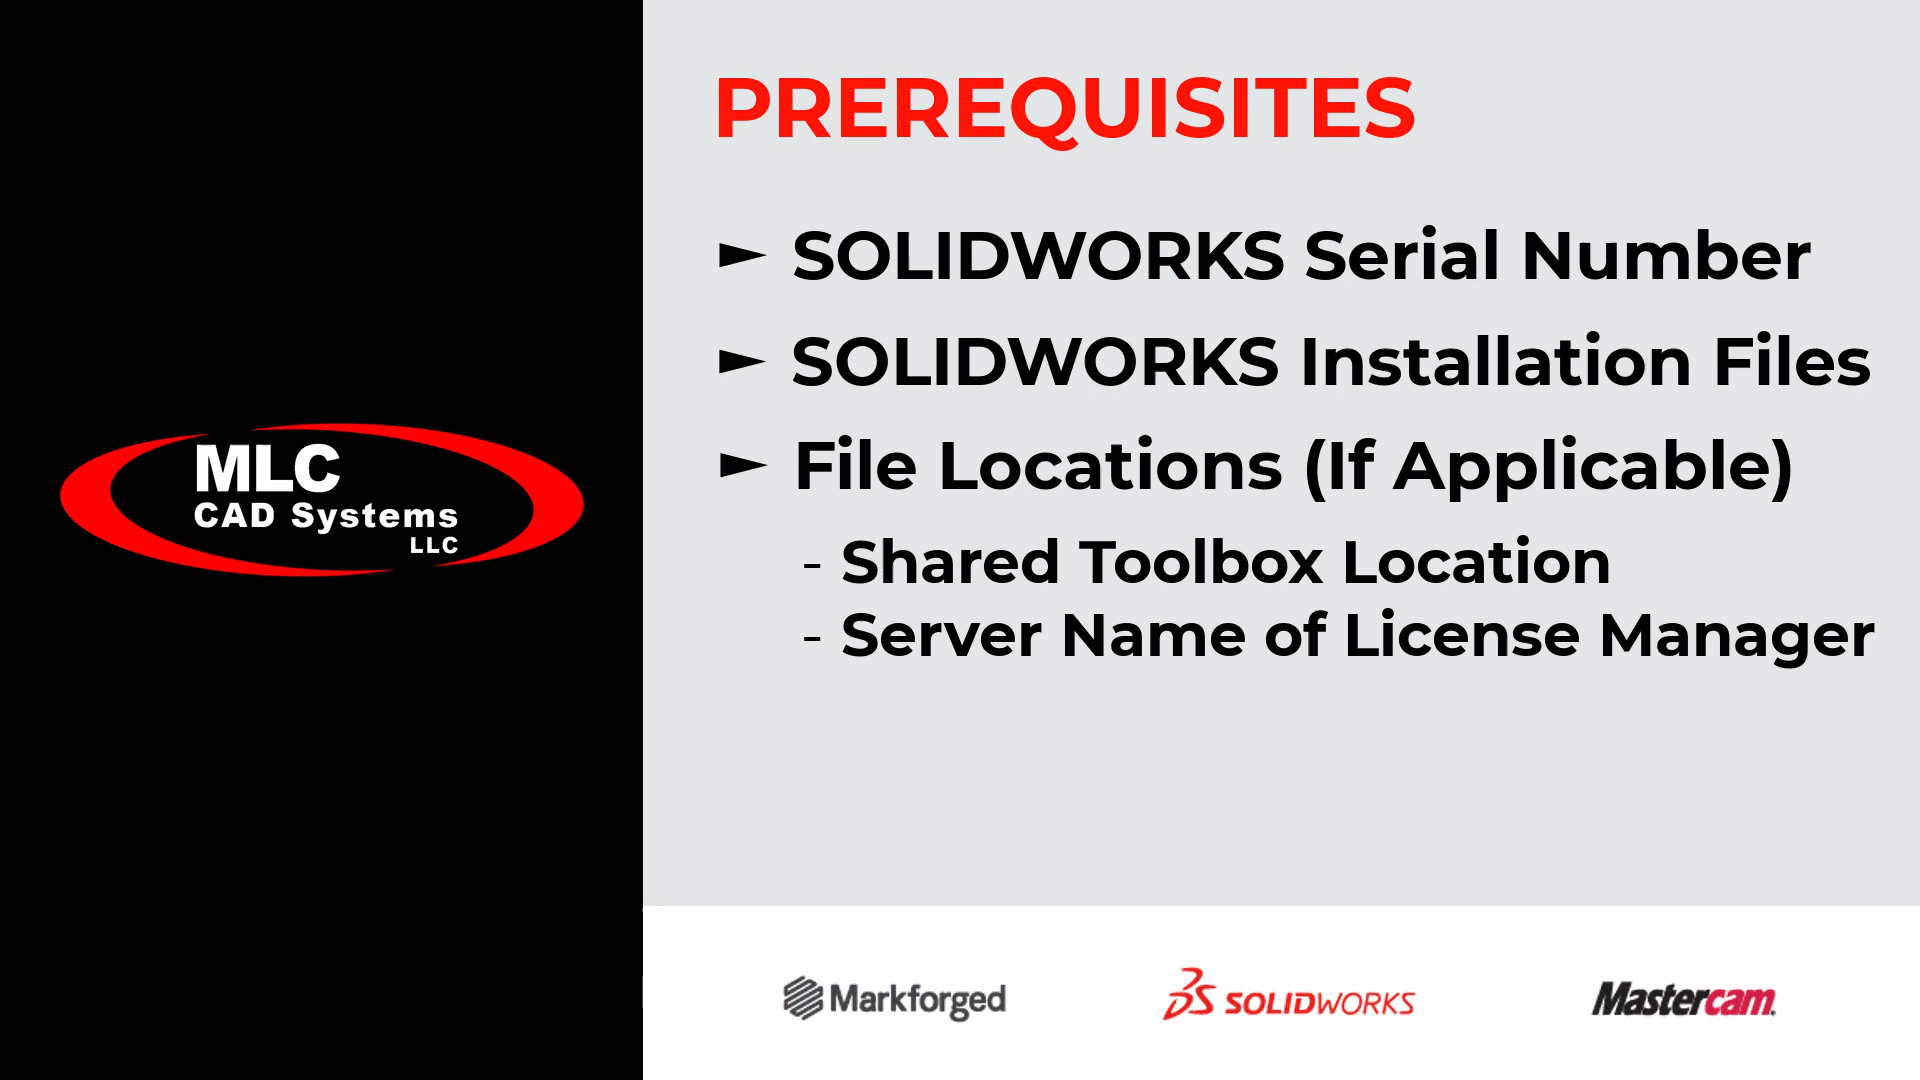 MLC
CAD Systems
LLC
PREREQUISITES
► SOLIDWORKS Serial Number
► SOLIDWORKS Installation Files
► File Locations (If Applicable)
- Shared Toolbox Location
- Server Name of License Manager
Markforged
SOLIDWORKS
Mastercam.